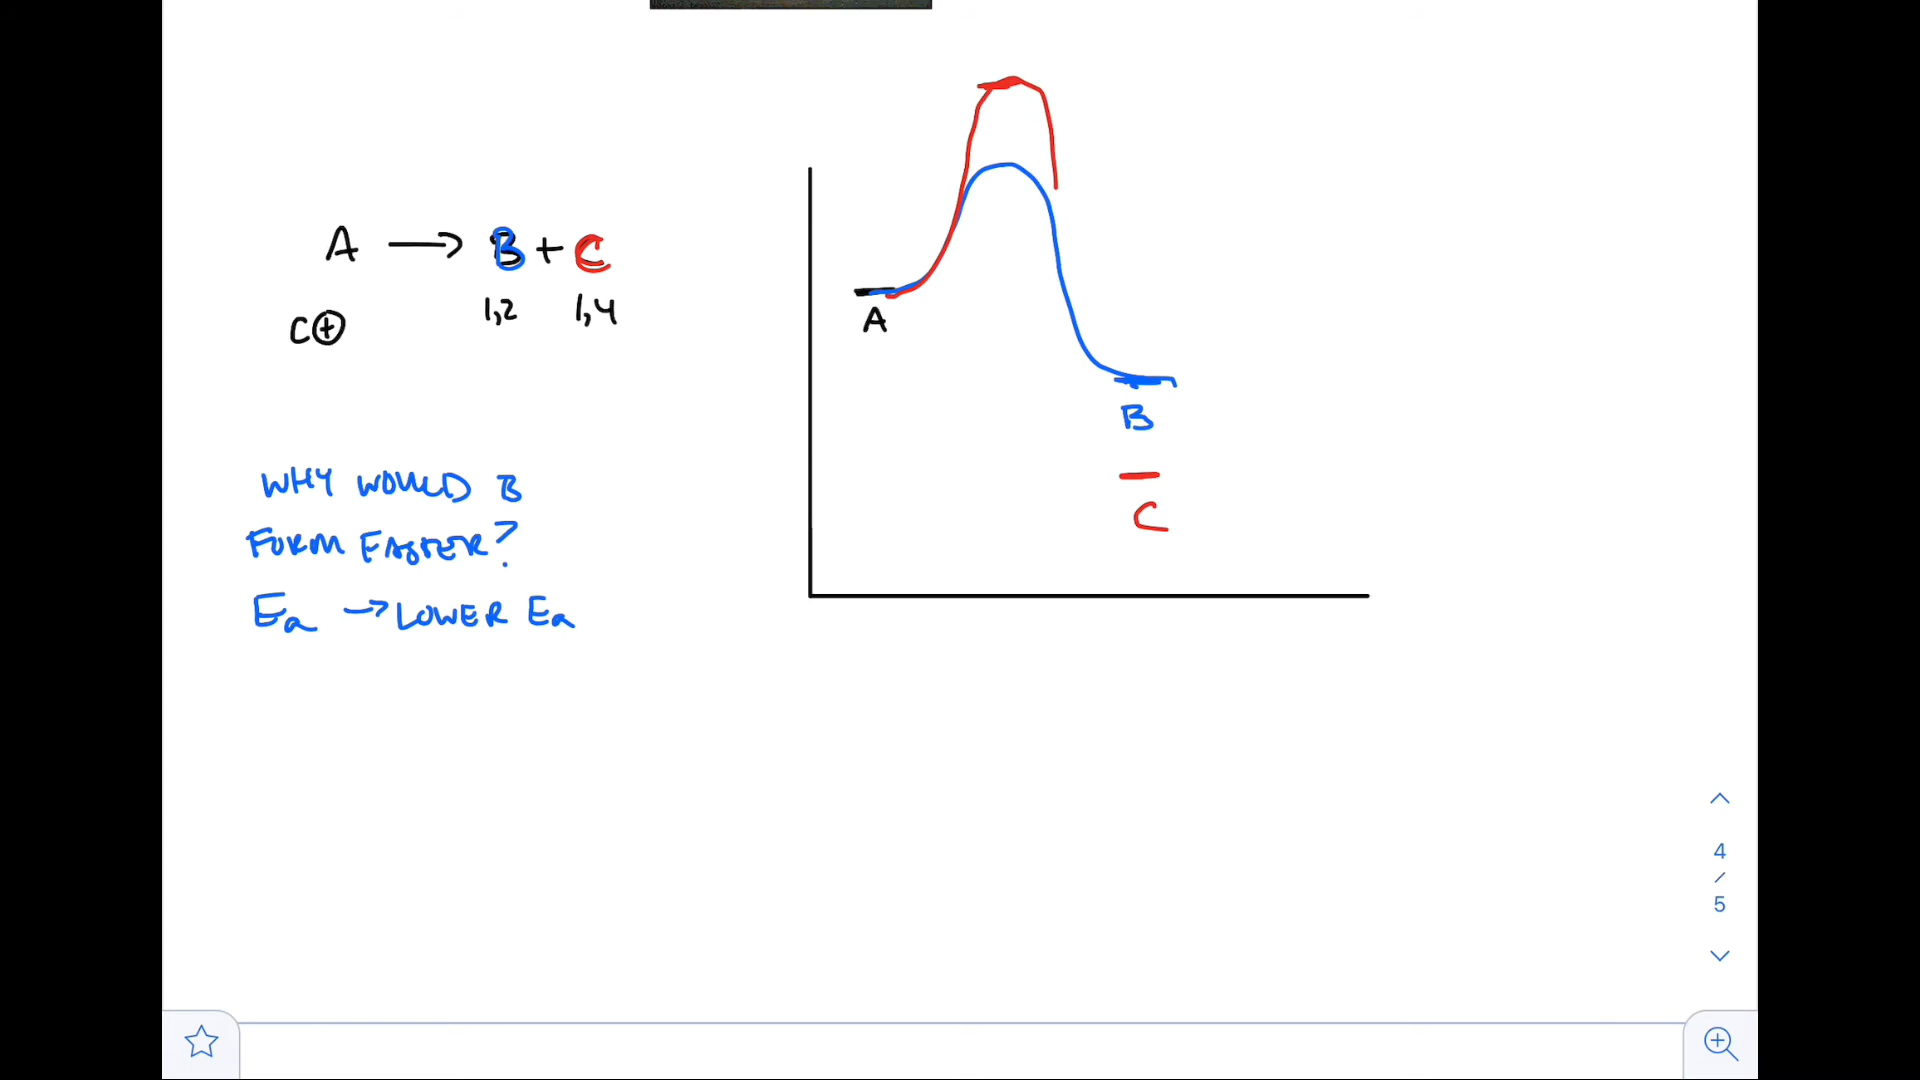 A → B + C
1,2 1,4
C⊕
WHY WOULD B
FORM FASTER?
Ea → LOWER Ea
A
B
C
4
/
5